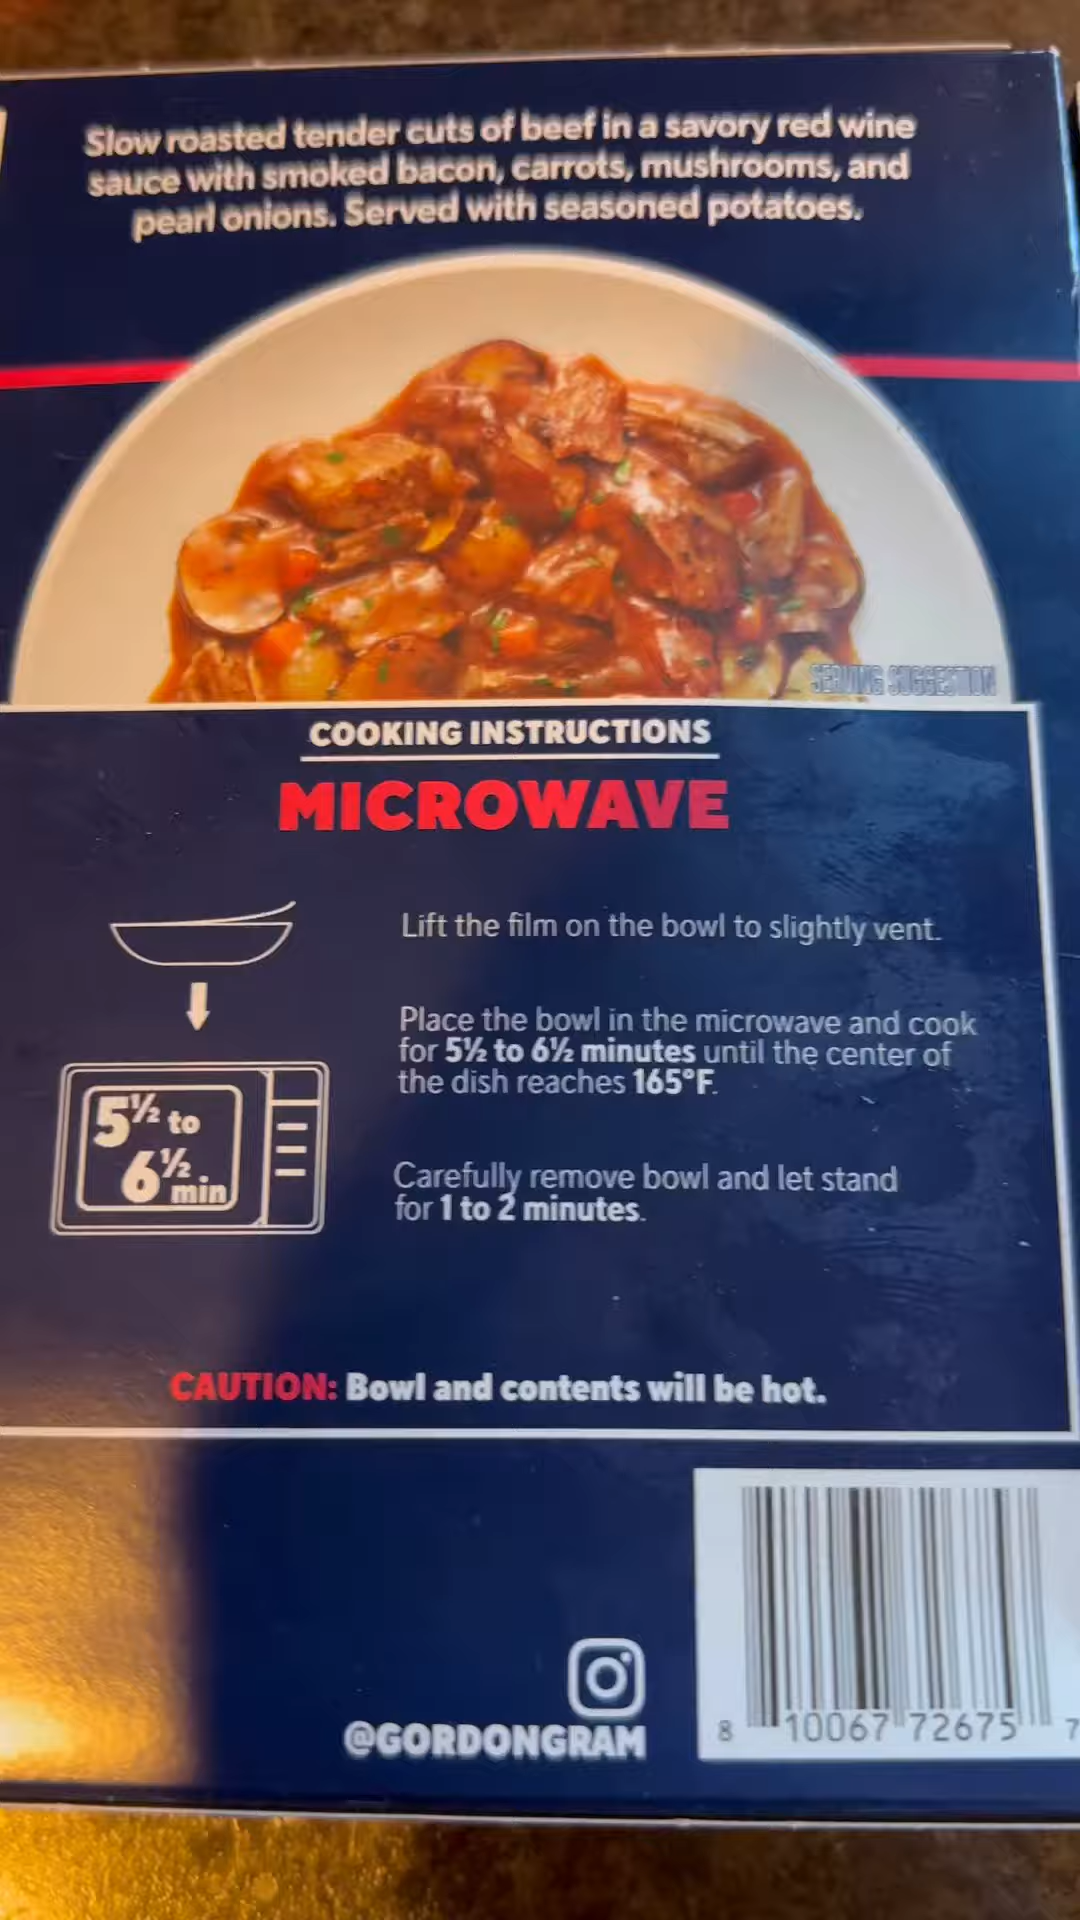 Slow roasted tender cuts of beef in a savory red wine
sauce with smoked bacon, carrots, mushrooms, and
pearl onions. Served with seasoned potatoes.
SERVING SUGGESTION
COOKING INSTRUCTIONS
MICROWAVE
Lift the film on the bowl to slightly vent.
Place the bowl in the microwave and cook
for 5½ to 6½ minutes until the center of
the dish reaches 165°F.
5½ to
6½ min
Carefully remove bowl and let stand
for 1 to 2 minutes.
CAUTION: Bowl and contents will be hot.
@GORDONGRAM
8 10067 72675 7